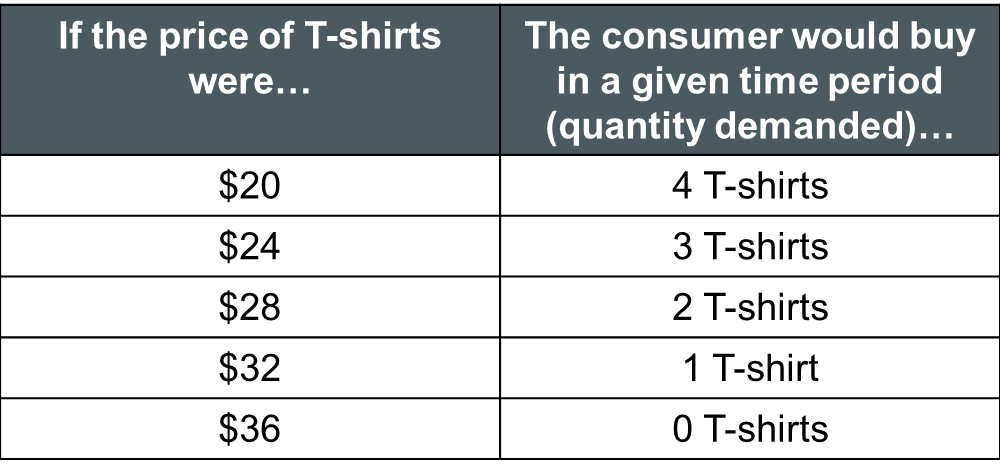 If the price of T-shirts
were…
The consumer would buy
in a given time period
(quantity demanded)…
$20
4 T-shirts
$24
3 T-shirts
$28
2 T-shirts
$32
1 T-shirt
$36
0 T-shirts